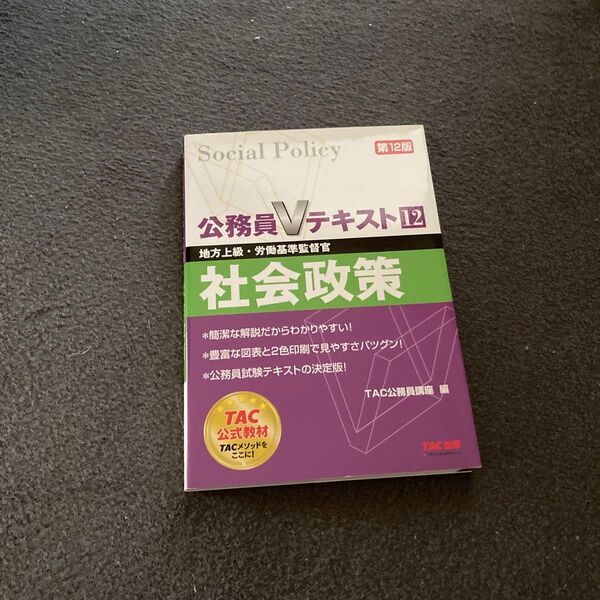 Social Policy
第12版
公務員Vテキスト12
地方上級・労働基準監督官
社会政策
*簡潔な解説だからわかりやすい!
*豊富な図表と2色印刷で見やすさバツグン!
*公務員試験テキストの決定版!
TAC公務員講座 編
TAC
公式教材
TACメソッドを
ここに!
TAC出版